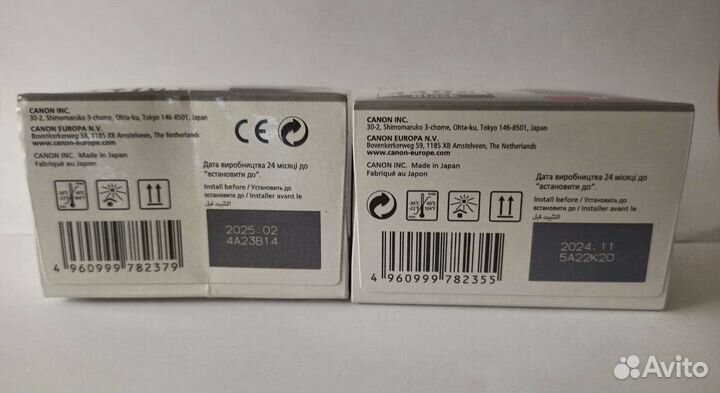 CANON INC.
30-2, Shimomaruko 3-chome, Ohta-ku, Tokyo 146-8501, Japan
CANON EUROPA N.V.
Bovenkerkerweg 59, 1185 XB Amstelveen, The Netherlands
www.canon-europe.com
CANON INC. Made in Japan
Fabriqué au Japon
CE
Дата виробництва 24 місяці до
"встановити до".
Install before / Установить до
встановити до / Installer avant le
التثبيت قبل
2025.02
4A23B14
4 960999 782379
Black
CANON INC.
30-2, Shimomaruko 3-chome, Ohta-ku, Tokyo 146-8501, Japan
CANON EUROPA N.V.
Bovenkerkerweg 59, 1185 XB Amstelveen, The Netherlands
www.canon-europe.com
CANON INC. Made in Japan
Fabriqué au Japon
Дата виробництва 24 місяці до
"встановити до".
Install before / Установить до
встановити до / Installer avant le
التثبيت قبل
2024.11
5A22K20
4 960999 782355
Avito